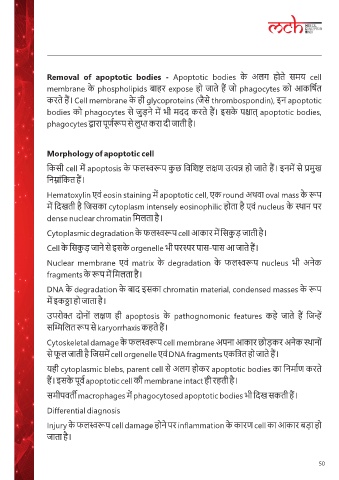 mch
Removal of apoptotic bodies - Apoptotic bodies के अलग होते समय cell
membrane के phospholipids बाहर expose हो जाते हैं जो phagocytes को आकर्षित
करते हैं। Cell membrane के ही glycoproteins (जैसे thrombospondin), इन apoptotic
bodies को phagocytes से जुड़ने में भी मदद करते हैं। इसके पश्चात् apoptotic bodies,
phagocytes द्वारा पूर्णरूप से लुप्त करा दी जाती है।
Morphology of apoptotic cell
किसी cell में apoptosis के फलस्वरूप कुछ विशिष्ट लक्षण उत्पन्न हो जाते हैं। इनमें से प्रमुख
निम्नांकित हैं।
Hematoxylin एवं eosin staining में apoptotic cell, एक round अथवा oval mass के रूप
में दिखती है जिसका cytoplasm intensely eosinophilic होता है एवं nucleus के स्थान पर
dense nuclear chromatin मिलता है।
Cytoplasmic degradation के फलस्वरूप cell आकार में सिकुड़ जाती है।
Cell के सिकुड़ जाने से इसके orgenelle भी परस्पर पास-पास आ जाते हैं।
Nuclear membrane एवं matrix के degradation के फलस्वरूप nucleus भी अनेक
fragments के रूप में मिलता है।
DNA के degradation के बाद इसका chromatin material, condensed masses के रूप
में इकट्ठा हो जाता है।
उपरोक्त दोनों लक्षण ही apoptosis के pathognomonic features कहे जाते हैं जिन्हें
सम्मिलित रूप से karyorrhaxis कहते हैं।
Cytoskeletal damage के फलस्वरूप cell membrane अपना आकार छोड़कर अनेक स्थानों
से फूल जाती है जिसमें cell orgenelle एवं DNA fragments एकत्रित हो जाते हैं।
यही cytoplasmic blebs, parent cell से अलग होकर apoptotic bodies का निर्माण करते
हैं। इसके पूर्व apoptotic cell की membrane intact ही रहती है।
समीपवर्ती macrophages में phagocytosed apoptotic bodies भी दिख सकती हैं।
Differential diagnosis
Injury के फलस्वरूप cell damage होने पर inflammation के कारण cell का आकार बड़ा हो
जाता है।
50